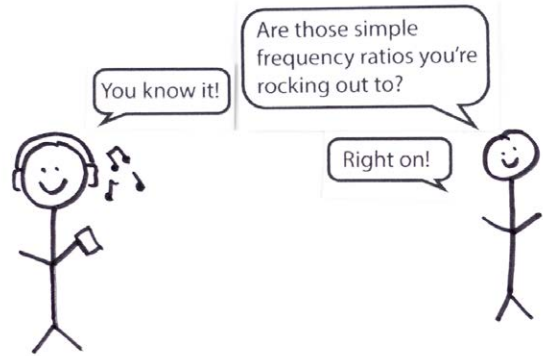 Are those simple
frequency ratios you're
rocking out to?
You know it!
Right on!